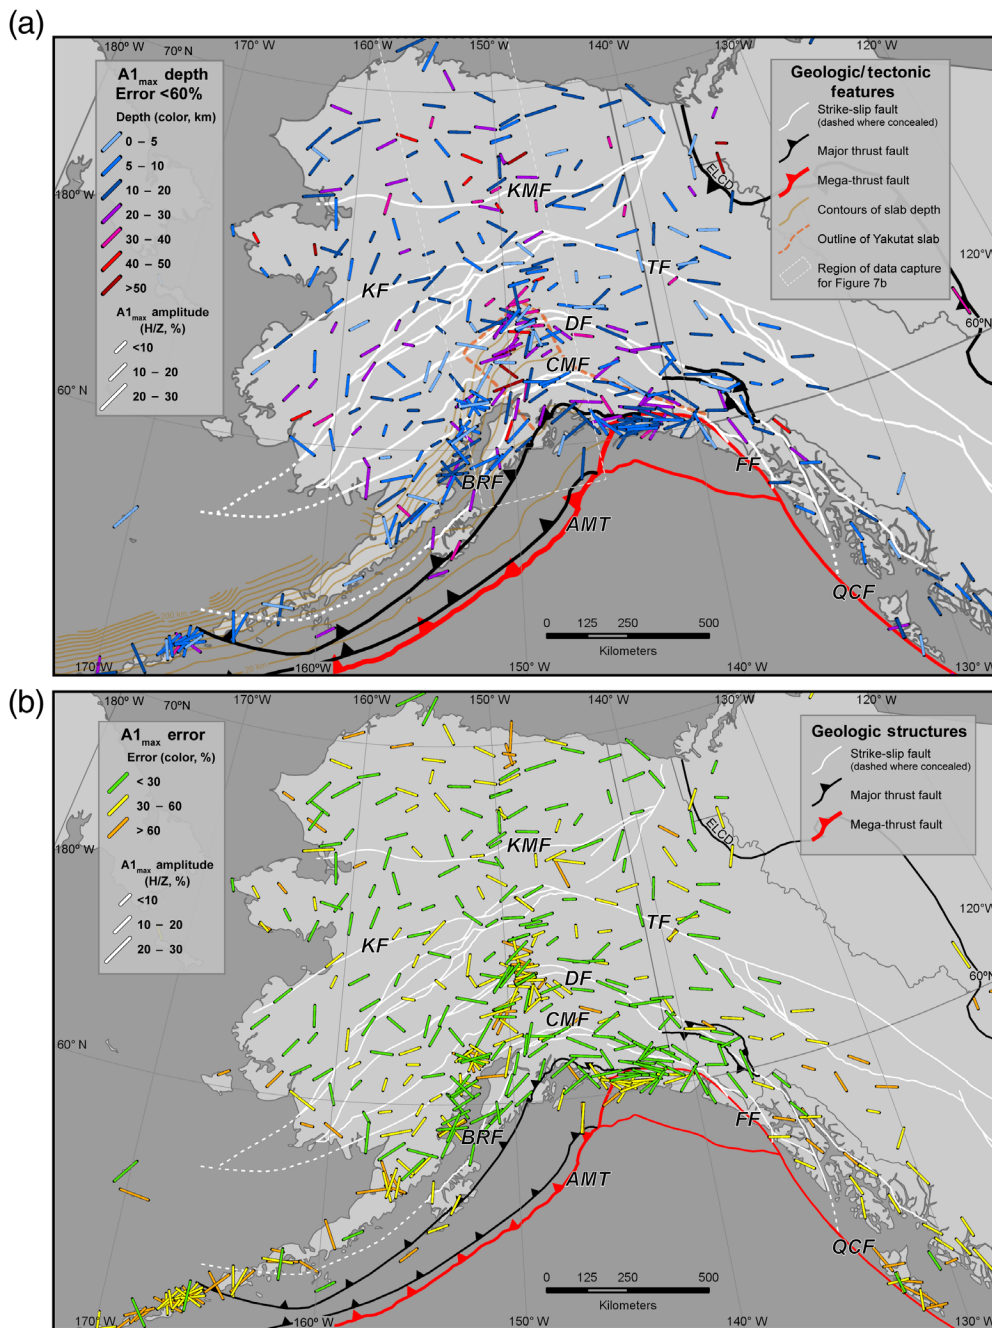 (a)
180° W
70° N
170° W
160° W
150° W
140° W
130° W
120° W
A1max depth
Error <60%
Depth (color, km)
0 – 5
5 – 10
10 – 20
20 – 30
30 – 40
40 – 50
>50
A1max amplitude
(H/Z, %)
<10
10 – 20
20 – 30
Geologic/tectonic
features
Strike-slip fault
(dashed where concealed)
Major thrust fault
Mega-thrust fault
Contours of slab depth
Outline of Yakutat slab
Region of data capture
for Figure 7b
ELCD
180° W
KMF
120° W
TF
KF
60° N
DF
CMF
60° N
FF
BRF
AMT
QCF
0 125 250 500
Kilometers
170° W
160° W
150° W
140° W
130° W
(b)
180° W
70° N
170° W
160° W
150° W
140° W
130° W
120° W
A1max error
Error (color, %)
< 30
30 – 60
> 60
A1max amplitude
(H/Z, %)
<10
10 – 20
20 – 30
Geologic structures
Strike-slip fault
(dashed where concealed)
Major thrust fault
Mega-thrust fault
ELCD
180° W
KMF
120° W
TF
KF
60° N
DF
CMF
60° N
FF
BRF
AMT
QCF
0 125 250 500
Kilometers
170° W
160° W
150° W
140° W
130° W